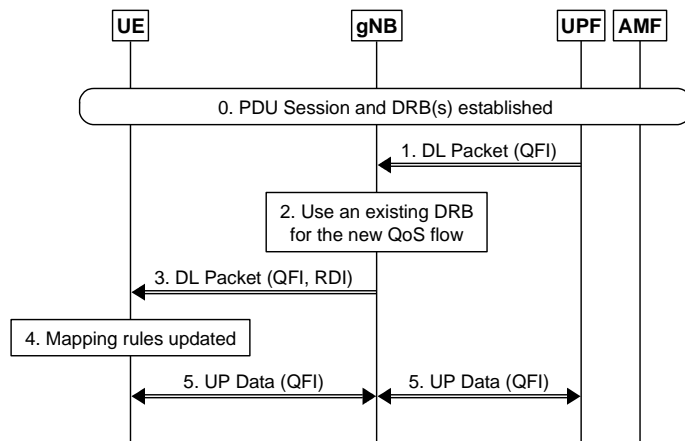 UE gNB UPF AMF
0. PDU Session and DRB(s) established
1. DL Packet (QFI)
2. Use an existing DRB
for the new QoS flow
3. DL Packet (QFI, RDI)
4. Mapping rules updated
5. UP Data (QFI) 5. UP Data (QFI)